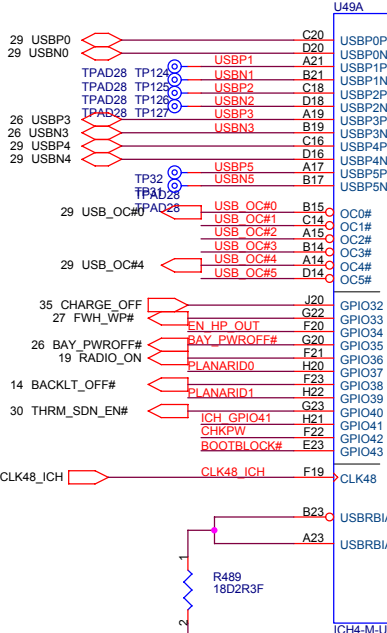 U49A
29 USBP0 C20 USBP0P
29 USBN0 D20 USBP0N
USBP1 A21 USBP1P
TPAD28 TP124 USBN1 B21 USBP1N
TPAD28 TP125 USBP2 C18 USBP2P
TPAD28 TP126 USBN2 D18 USBP2N
TPAD28 TP127
26 USBP3 USBP3 A19 USBP3P
26 USBN3 USBN3 B19 USBP3N
29 USBP4 C16 USBP4P
29 USBN4 D16 USBP4N
USBP5 A17 USBP5P
TP32 USBN5 B17 USBP5N
TP31
TPAD28
TPAD28
29 USB_OC#0 USB_OC#0 B15 OC0#
USB_OC#1 C14 OC1#
USB_OC#2 A15 OC2#
USB_OC#3 B14 OC3#
29 USB_OC#4 USB_OC#4 A14 OC4#
USB_OC#5 D14 OC5#
35 CHARGE_OFF J20 GPIO32
27 FWH_WP# G22 GPIO33
EN_HP_OUT F20 GPIO34
26 BAY_PWROFF# BAY_PWROFF# G20 GPIO35
19 RADIO_ON F21 GPIO36
PLANARID0 H20 GPIO37
14 BACKLT_OFF# F23 GPIO38
PLANARID1 H22 GPIO39
30 THRM_SDN_EN# G23 GPIO40
ICH_GPIO41 H21 GPIO41
CHKPW F22 GPIO42
BOOTBLOCK# E23 GPIO43
CLK48_ICH CLK48_ICH F19 CLK48
B23 USBRBIA
A23 USBRBIA
1
R489
18D2R3F
2
ICH4-M-U